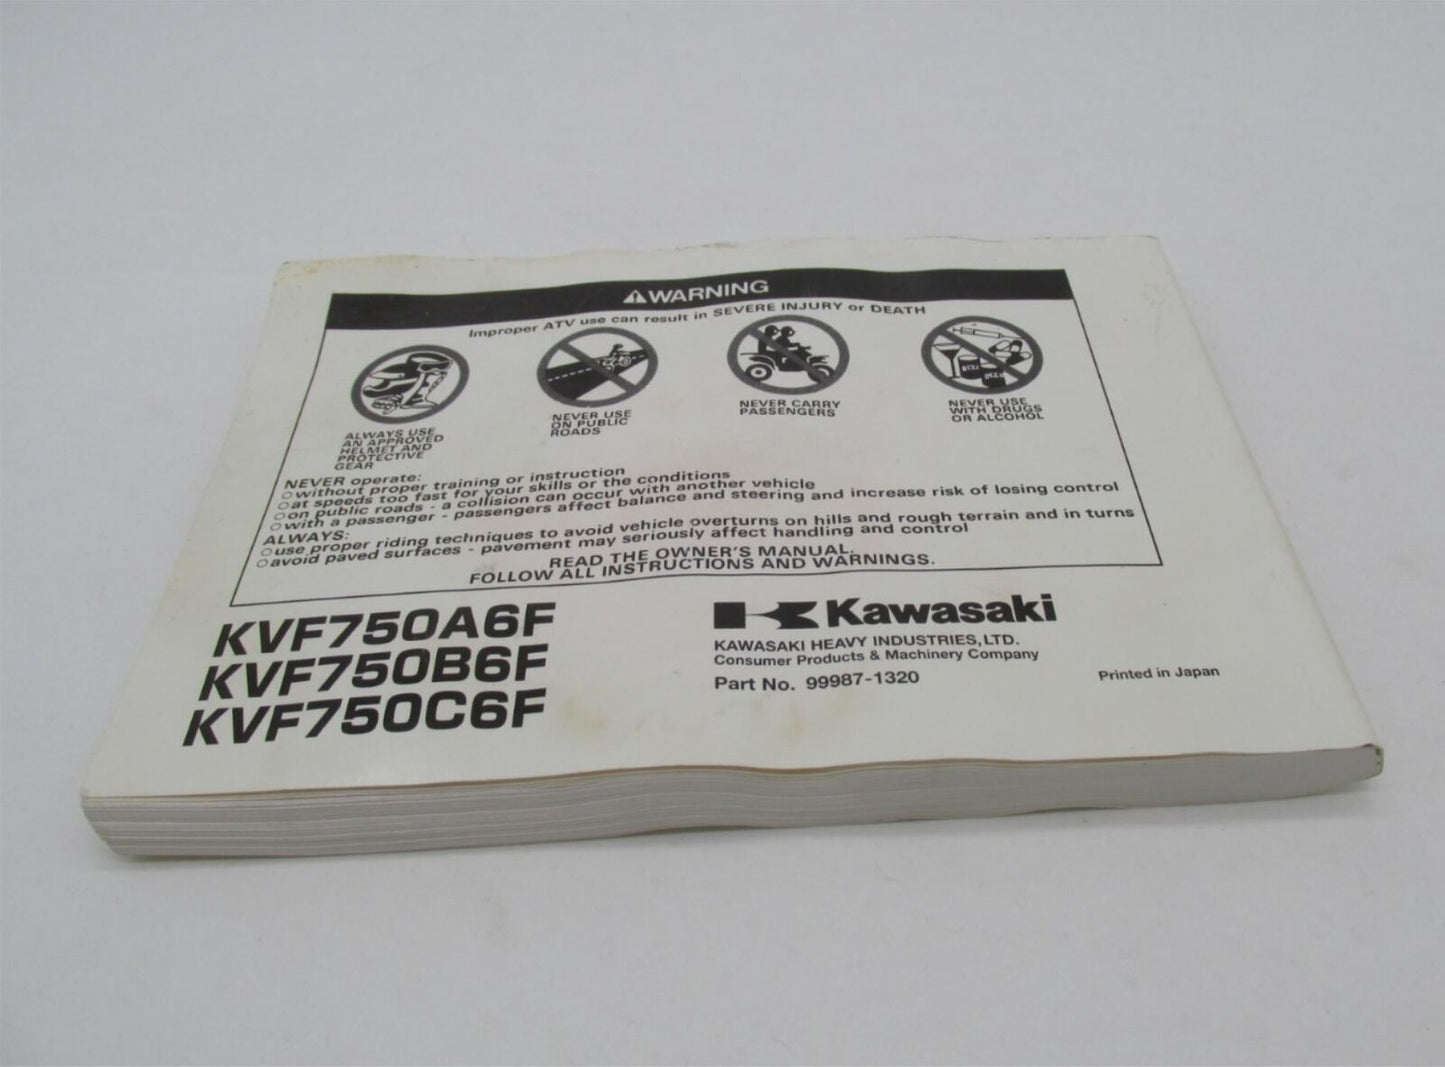 WARNING
Improper ATV use can result in SEVERE INJURY or DEATH
ALWAYS USE
AN APPROVED
HELMET AND
PROTECTIVE
GEAR
NEVER USE
ON PUBLIC
ROADS
NEVER CARRY
PASSENGERS
NEVER USE
WITH DRUGS
OR ALCOHOL
NEVER operate:
○ without proper training or instruction
○ at speeds too fast for your skills or the conditions
○ on public roads - a collision can occur with another vehicle
○ with a passenger - passengers affect balance and steering and increase risk of losing control
ALWAYS:
○ use proper riding techniques to avoid vehicle overturns on hills and rough terrain and in turns
○ avoid paved surfaces - pavement may seriously affect handling and control
READ THE OWNER'S MANUAL.
FOLLOW ALL INSTRUCTIONS AND WARNINGS.
KVF750A6F
KVF750B6F
KVF750C6F
Kawasaki
KAWASAKI HEAVY INDUSTRIES, LTD.
Consumer Products & Machinery Company
Part No. 99987-1320
Printed in Japan